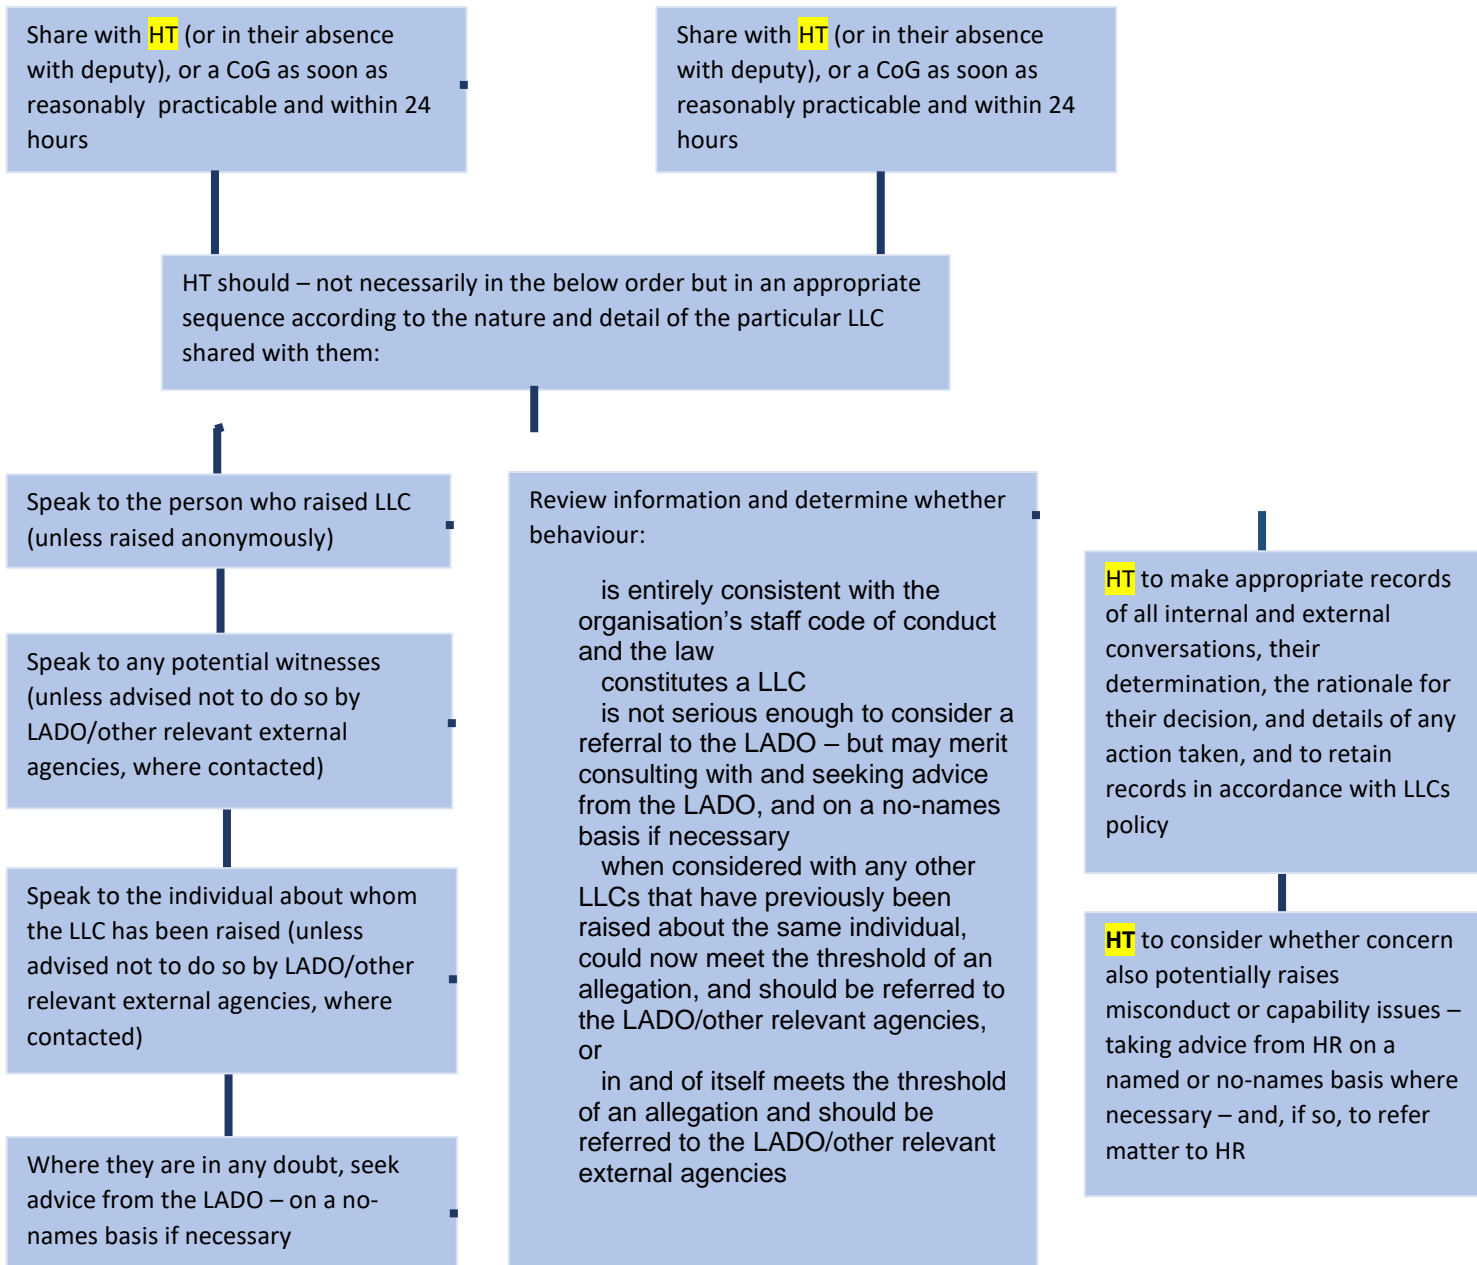 Share with HT (or in their absence
with deputy), or a CoG as soon as
reasonably practicable and within 24
hours
Share with HT (or in their absence
with deputy), or a CoG as soon as
reasonably practicable and within 24
hours
HT should – not necessarily in the below order but in an appropriate
sequence according to the nature and detail of the particular LLC
shared with them:
Speak to the person who raised LLC
(unless raised anonymously)
Speak to any potential witnesses
(unless advised not to do so by
LADO/other relevant external
agencies, where contacted)
Speak to the individual about whom
the LLC has been raised (unless
advised not to do so by LADO/other
relevant external agencies, where
contacted)
Where they are in any doubt, seek
advice from the LADO – on a no-
names basis if necessary
Review information and determine whether
behaviour:
is entirely consistent with the
organisation’s staff code of conduct
and the law
constitutes a LLC
is not serious enough to consider a
referral to the LADO – but may merit
consulting with and seeking advice
from the LADO, and on a no-names
basis if necessary
when considered with any other
LLCs that have previously been
raised about the same individual,
could now meet the threshold of an
allegation, and should be referred to
the LADO/other relevant agencies,
or
in and of itself meets the threshold
of an allegation and should be
referred to the LADO/other relevant
external agencies
HT to make appropriate records
of all internal and external
conversations, their
determination, the rationale for
their decision, and details of any
action taken, and to retain
records in accordance with LLCs
policy
HT to consider whether concern
also potentially raises
misconduct or capability issues –
taking advice from HR on a
named or no-names basis where
necessary – and, if so, to refer
matter to HR